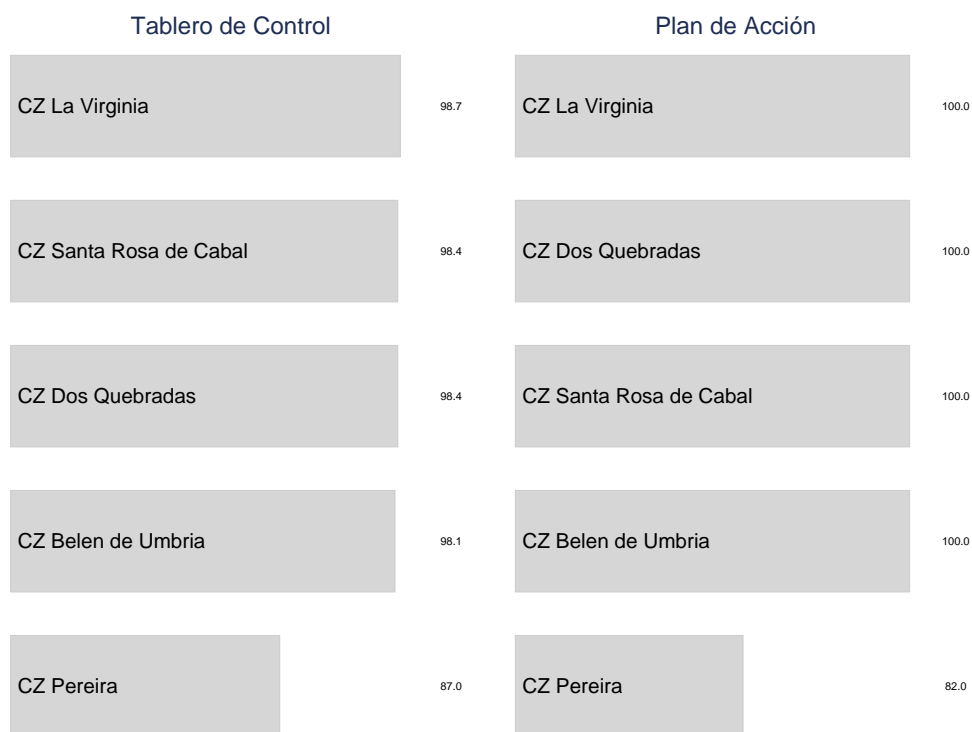 Tablero de Control
CZ La Virginia 98.7
CZ Santa Rosa de Cabal 98.4
CZ Dos Quebradas 98.4
CZ Belen de Umbria 98.1
CZ Pereira 87.0
Plan de Acción
CZ La Virginia 100.0
CZ Dos Quebradas 100.0
CZ Santa Rosa de Cabal 100.0
CZ Belen de Umbria 100.0
CZ Pereira 82.0